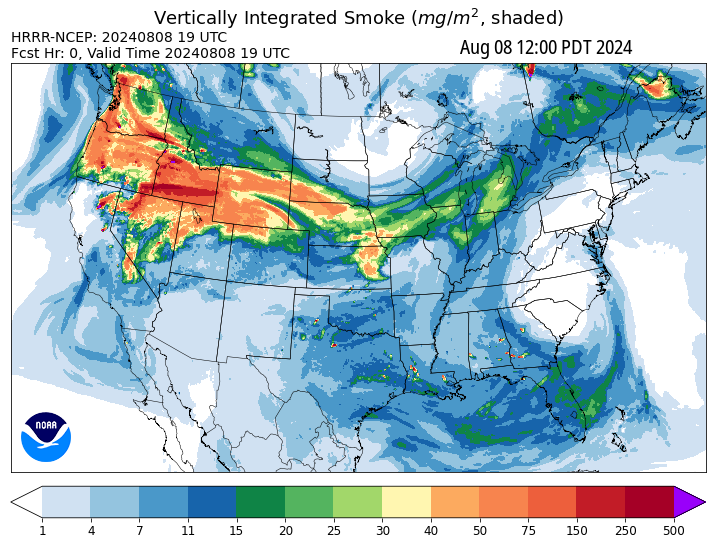 Vertically Integrated Smoke (mg/m², shaded)
HRRR-NCEP: 20240808 19 UTC
Fcst Hr: 0, Valid Time 20240808 19 UTC
Aug 08 12:00 PDT 2024
NOAA
1 4 7 11 15 20 25 30 40 50 75 150 250 500